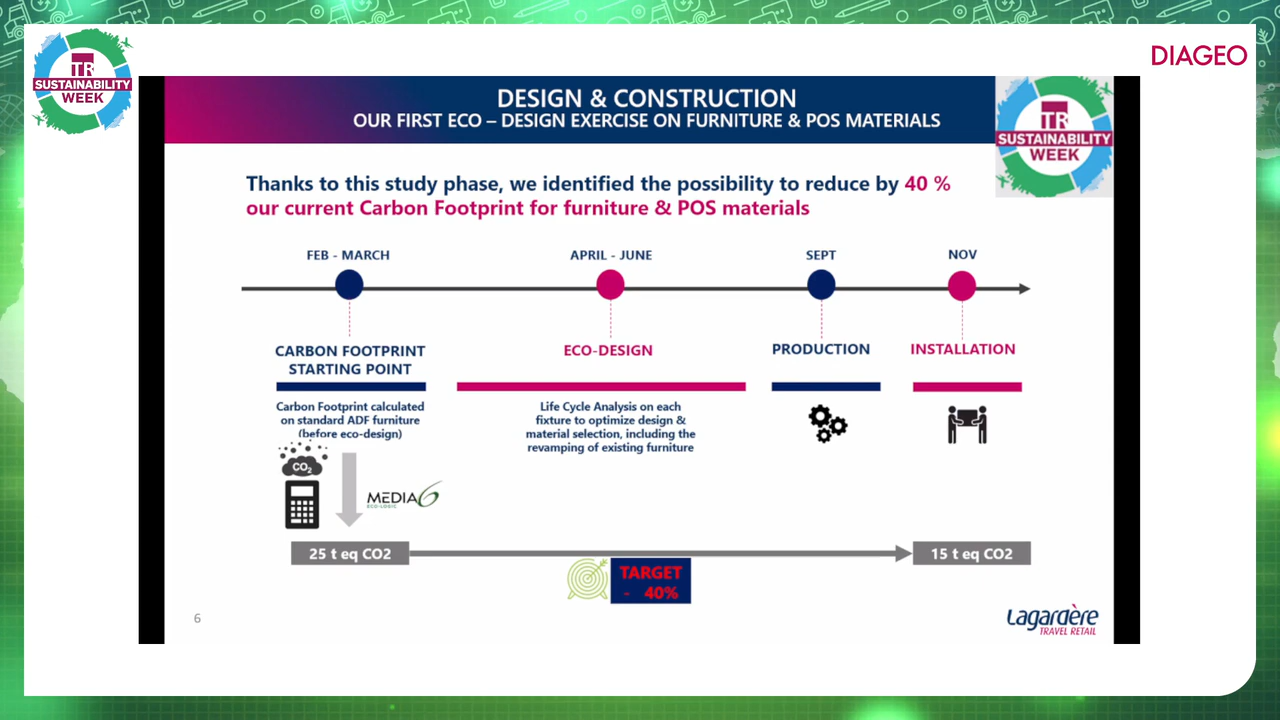 TR
SUSTAINABILITY
WEEK
DIAGEO
DESIGN & CONSTRUCTION
OUR FIRST ECO – DESIGN EXERCISE ON FURNITURE & POS MATERIALS
TR
SUSTAINABILITY
WEEK
Thanks to this study phase, we identified the possibility to reduce by 40 %
our current Carbon Footprint for furniture & POS materials
FEB - MARCH
APRIL - JUNE
SEPT
NOV
CARBON FOOTPRINT
STARTING POINT
ECO-DESIGN
PRODUCTION
INSTALLATION
Carbon Footprint calculated
on standard ADF furniture
(before eco-design)
Life Cycle Analysis on each
fixture to optimize design &
material selection, including the
revamping of existing furniture
CO2
MEDIA6
ECO-LOGIC
25 t eq CO2
15 t eq CO2
TARGET
- 40%
6
Lagardère
TRAVEL RETAIL